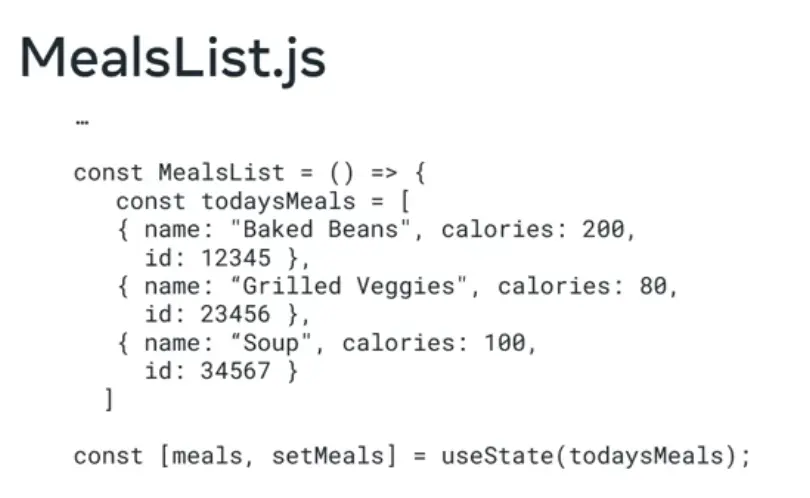 MealsList.js
…
const MealsList = () => {
const todaysMeals = [
{ name: "Baked Beans", calories: 200,
id: 12345 },
{ name: “Grilled Veggies", calories: 80,
id: 23456 },
{ name: “Soup", calories: 100,
id: 34567 }
]
const [meals, setMeals] = useState(todaysMeals);